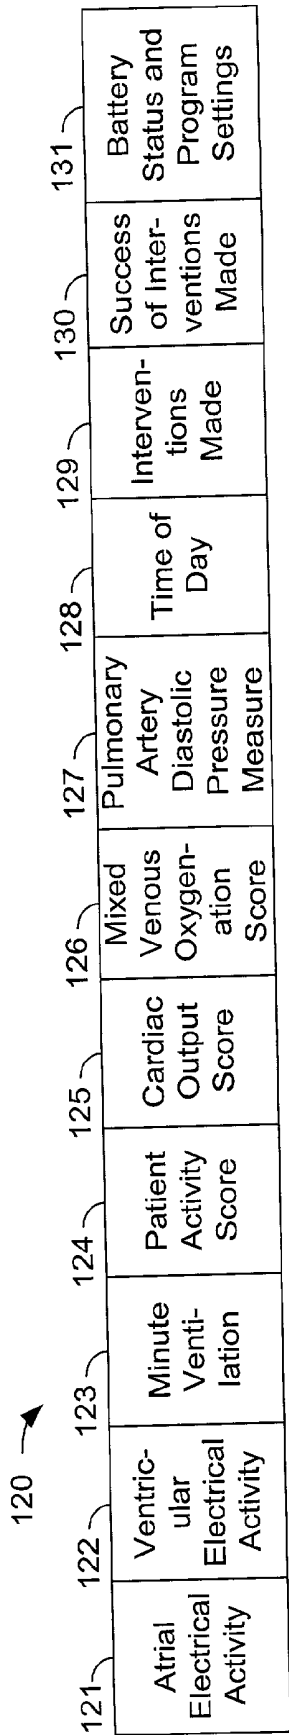 120
121
Atrial
Electrical
Activity
122
Ventric-
ular
Electrical
Activity
123
Minute
Venti-
lation
124
Patient
Activity
Score
125
Cardiac
Output
Score
126
Mixed
Venous
Oxygen-
ation
Score
127
Pulmonary
Artery
Diastolic
Pressure
Measure
128
Time of
Day
129
Interven-
tions
Made
130
Success
of Inter-
ventions
Made
131
Battery
Status and
Program
Settings